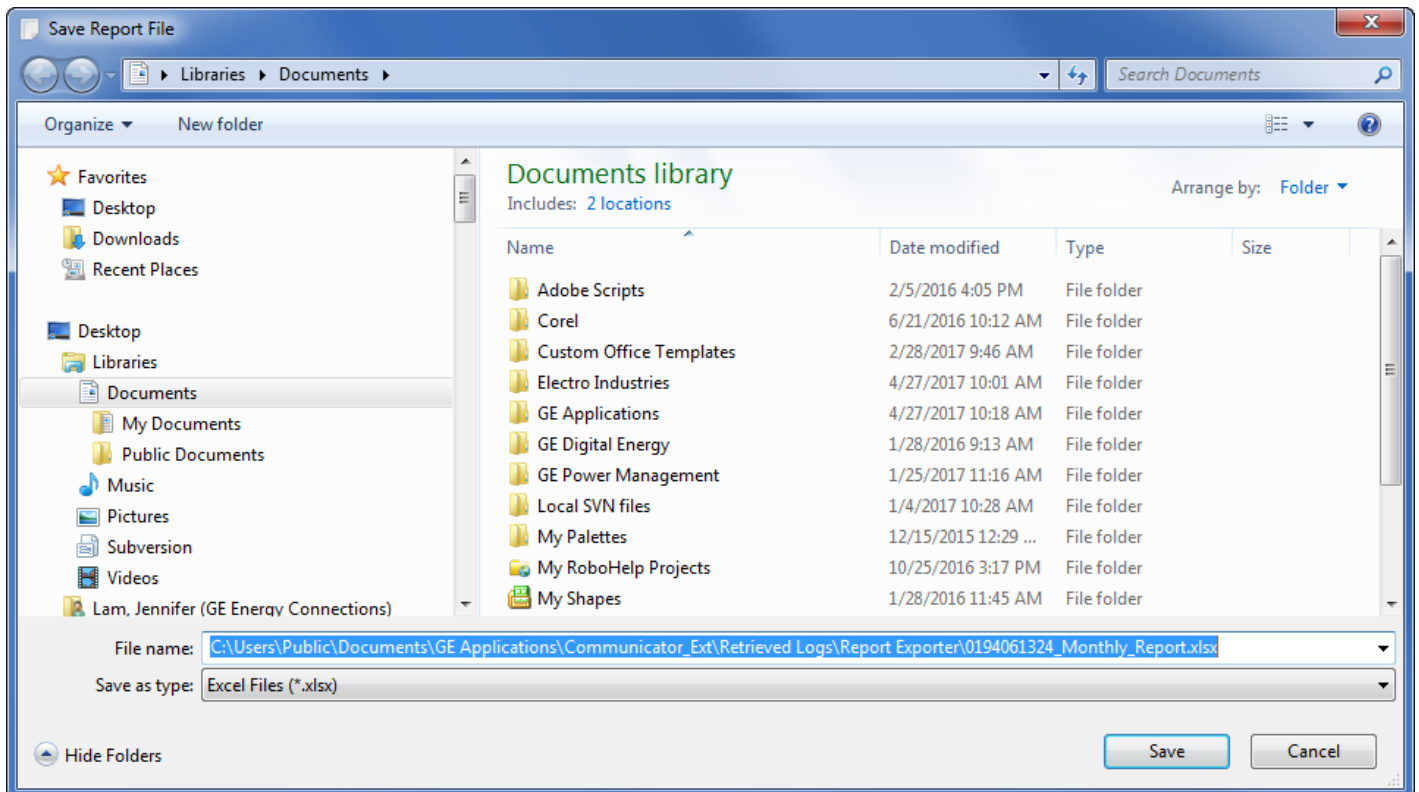 Save Report File
Libraries Documents
Search Documents
Organize New folder
Favorites
Desktop
Downloads
Recent Places
Desktop
Libraries
Documents
My Documents
Public Documents
Music
Pictures
Subversion
Videos
Lam, Jennifer (GE Energy Connections)
Documents library
Includes: 2 locations
Arrange by: Folder
Name Date modified Type Size
Adobe Scripts 2/5/2016 4:05 PM File folder
Corel 6/21/2016 10:12 AM File folder
Custom Office Templates 2/28/2017 9:46 AM File folder
Electro Industries 4/27/2017 10:01 AM File folder
GE Applications 4/27/2017 10:18 AM File folder
GE Digital Energy 1/28/2016 9:13 AM File folder
GE Power Management 1/25/2017 11:16 AM File folder
Local SVN files 1/4/2017 10:28 AM File folder
My Palettes 12/15/2015 12:29 ... File folder
My RoboHelp Projects 10/25/2016 3:17 PM File folder
My Shapes 1/28/2016 11:45 AM File folder
File name: C:\Users\Public\Documents\GE Applications\Communicator_Ext\Retrieved Logs\Report Exporter\0194061324_Monthly_Report.xlsx
Save as type: Excel Files (*.xlsx)
Hide Folders
Save Cancel